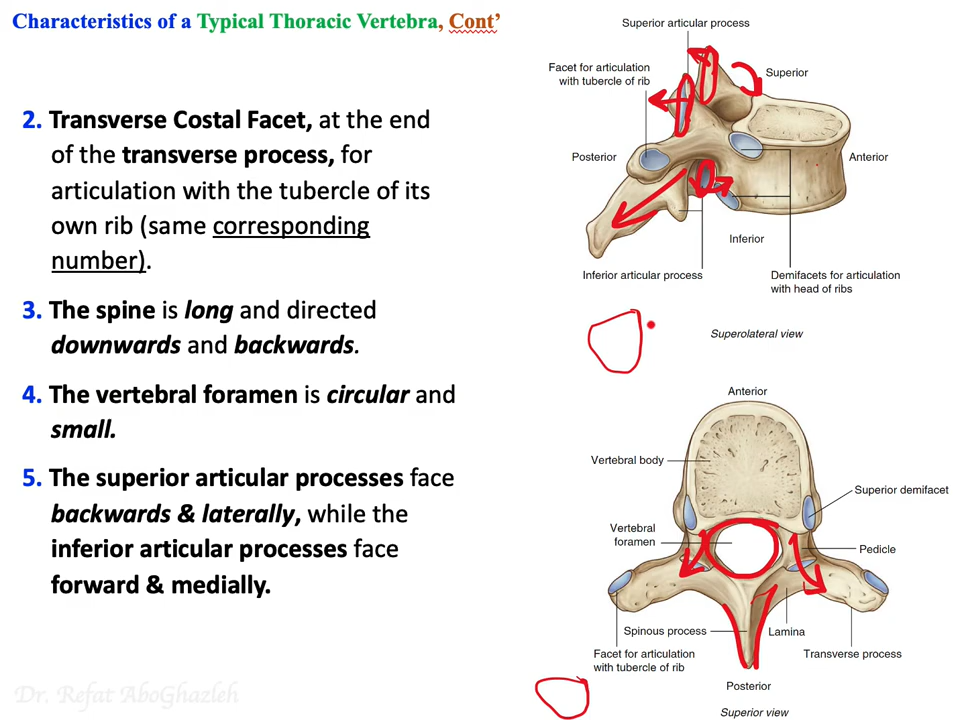 Characteristics of a Typical Thoracic Vertebra, Cont’
2. Transverse Costal Facet, at the end
of the transverse process, for
articulation with the tubercle of its
own rib (same corresponding
number).
3. The spine is long and directed
downwards and backwards.
4. The vertebral foramen is circular and
small.
5. The superior articular processes face
backwards & laterally, while the
inferior articular processes face
forward & medially.
Dr. Refat AboGhazleh
Superior articular process
Facet for articulation
with tubercle of rib
Superior
Posterior
Anterior
Inferior
Inferior articular process
Demifacets for articulation
with head of ribs
Superolateral view
Anterior
Vertebral body
Superior demifacet
Vertebral
foramen
Pedicle
Spinous process
Lamina
Facet for articulation
with tubercle of rib
Transverse process
Posterior
Superior view